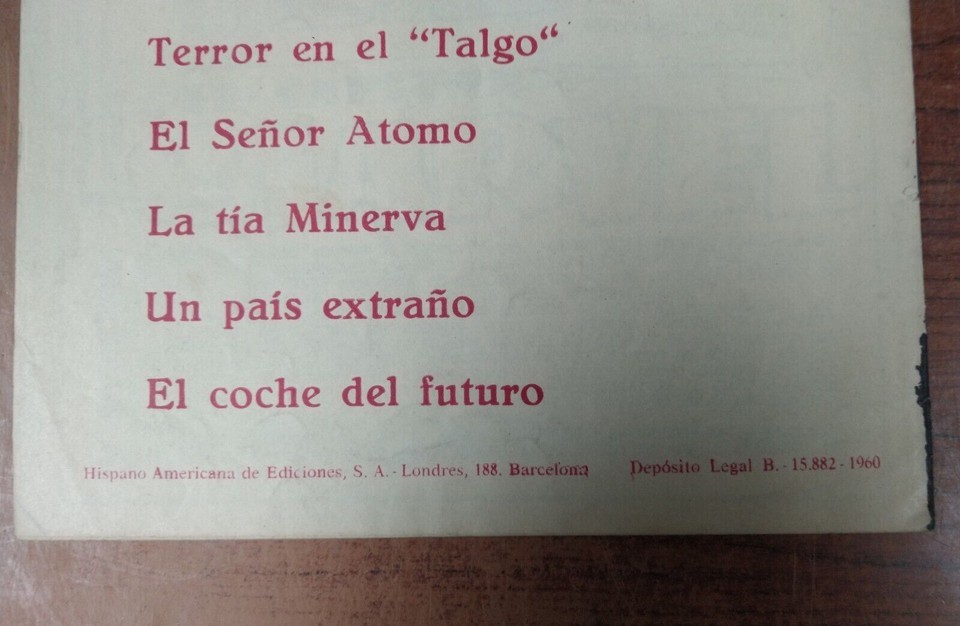 Terror en el “Talgo“
El Señor Atomo
La tía Minerva
Un país extraño
El coche del futuro
Hispano Americana de Ediciones, S. A. - Londres, 188. Barcelona Depósito Legal B. - 15.882 - 1960